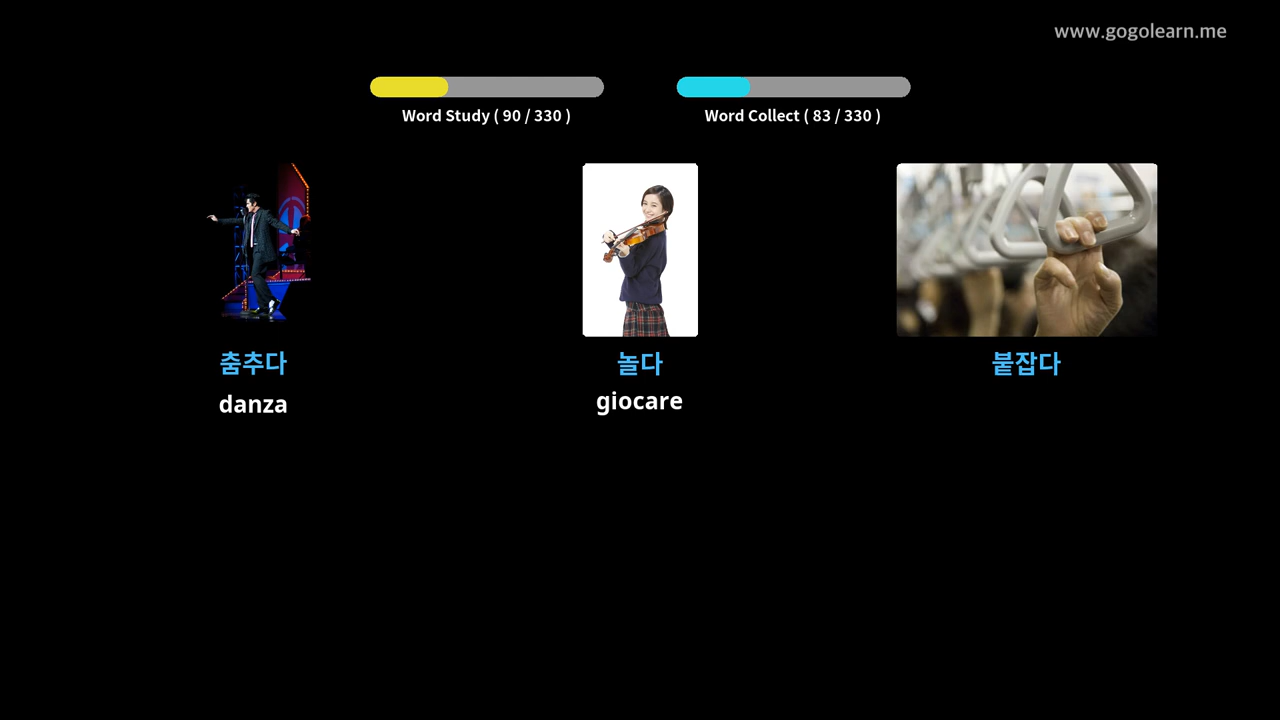 www.gogolearn.me
Word Study ( 90 / 330 )
Word Collect ( 83 / 330 )
춤추다
놀다
붙잡다
danza
giocare